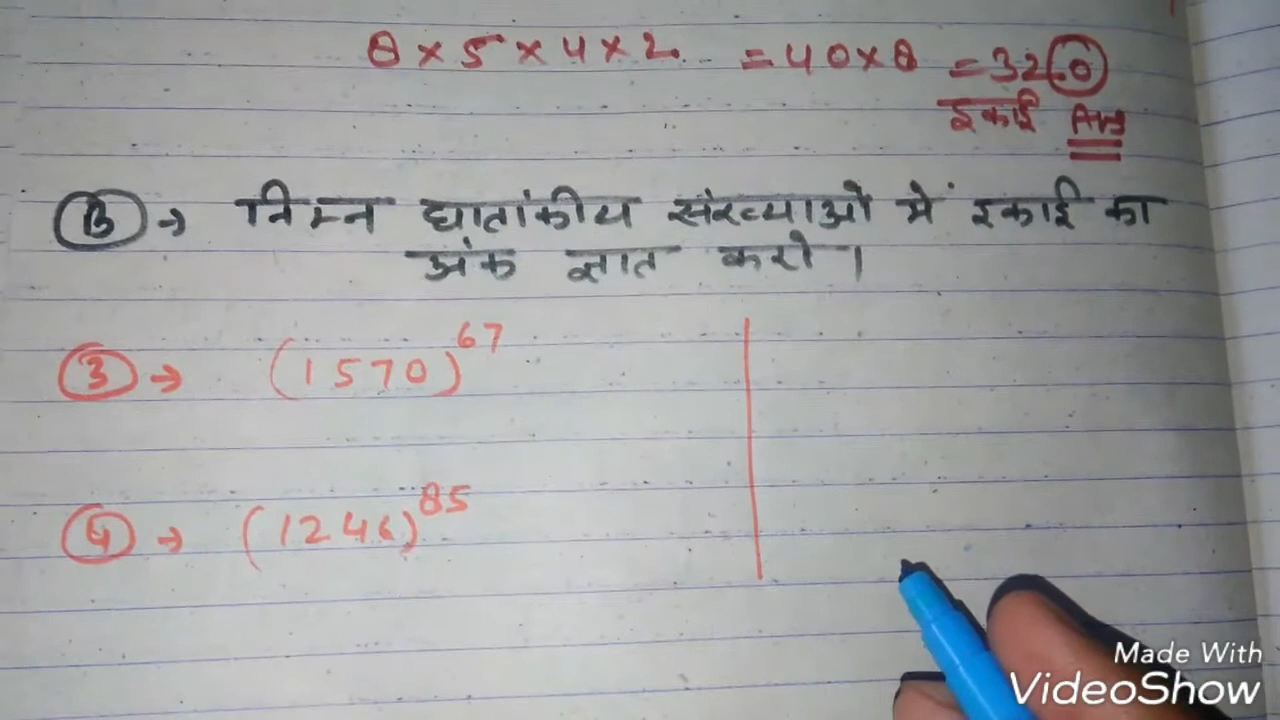 8 × 5 × 4 × 2 = 40 × 8 = 320
इकाई Ans
B → निम्न घातांकीय संख्याओं में इकाई का
अंक ज्ञात करो।
3 → (1570)^67
4 → (1246)^85
Made With
VideoShow